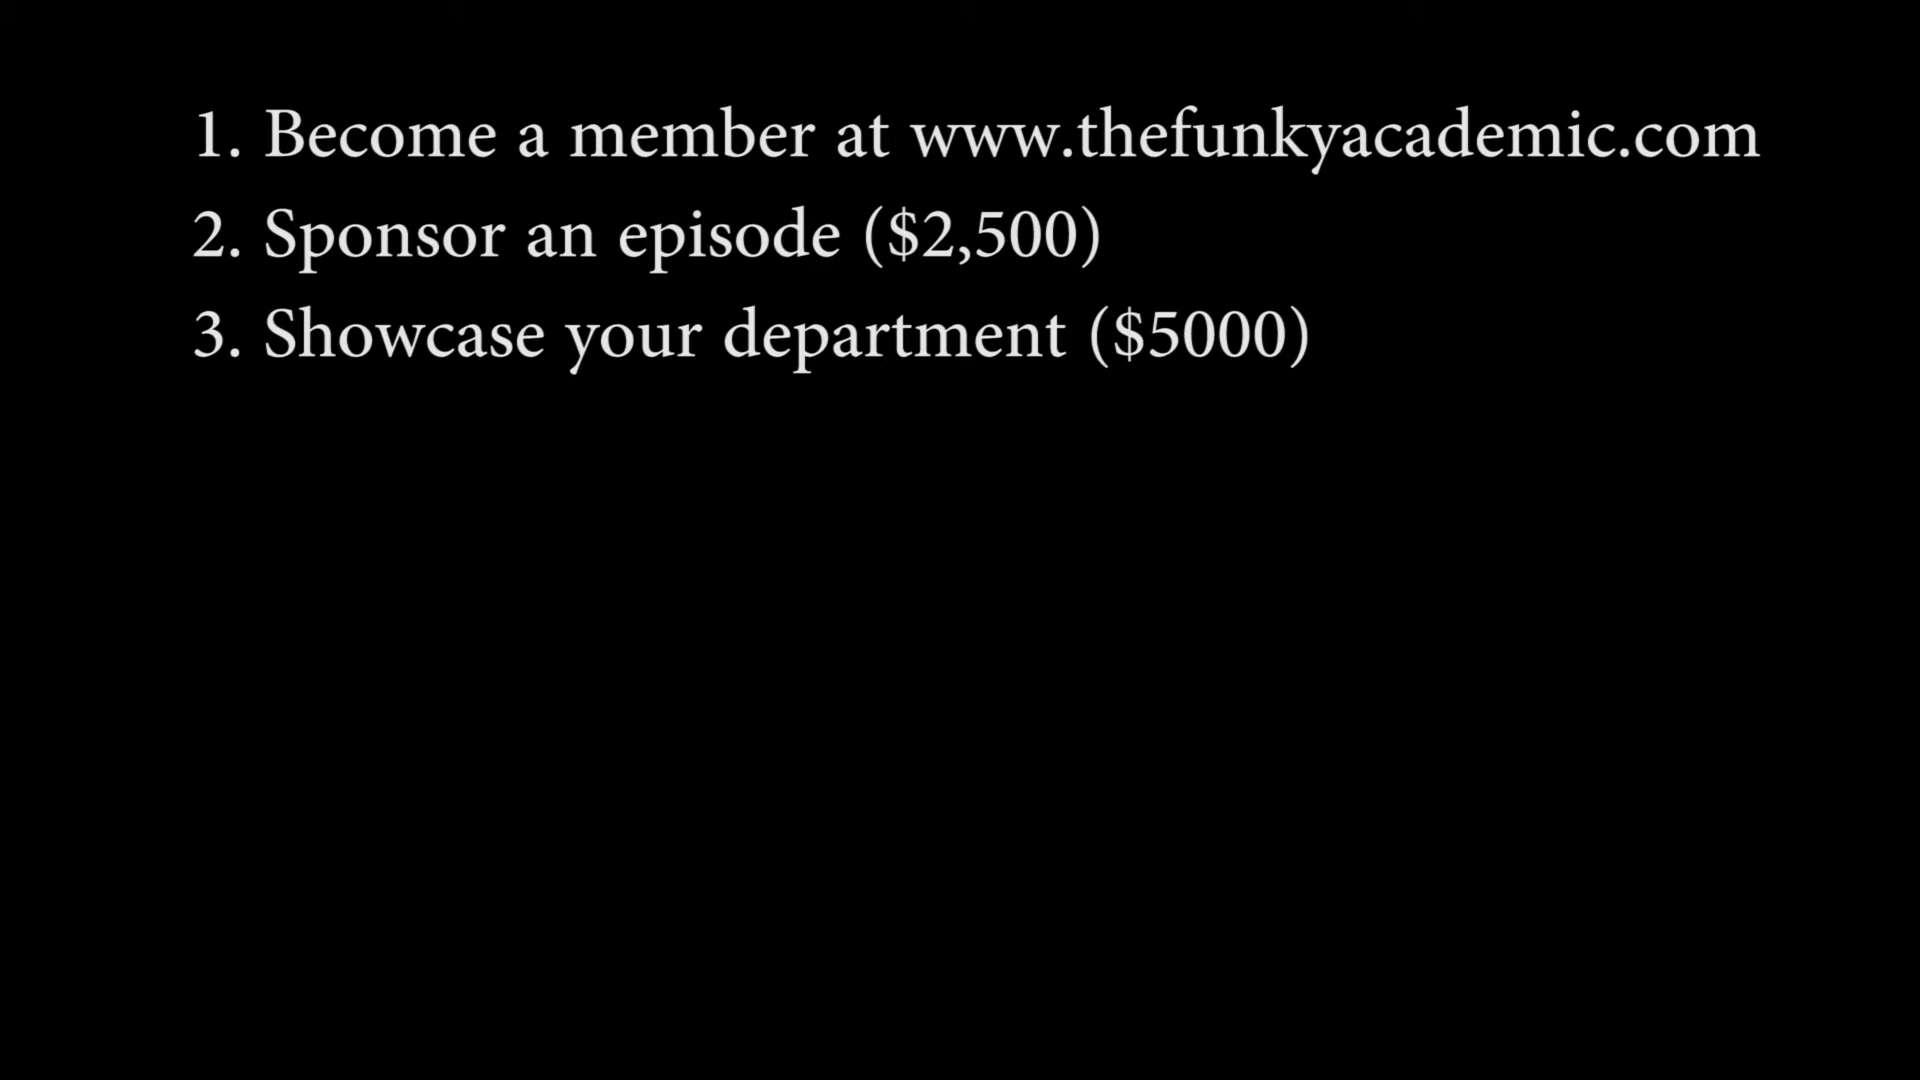 1. Become a member at www.thefunkyacademic.com
2. Sponsor an episode ($2,500)
3. Showcase your department ($5000)